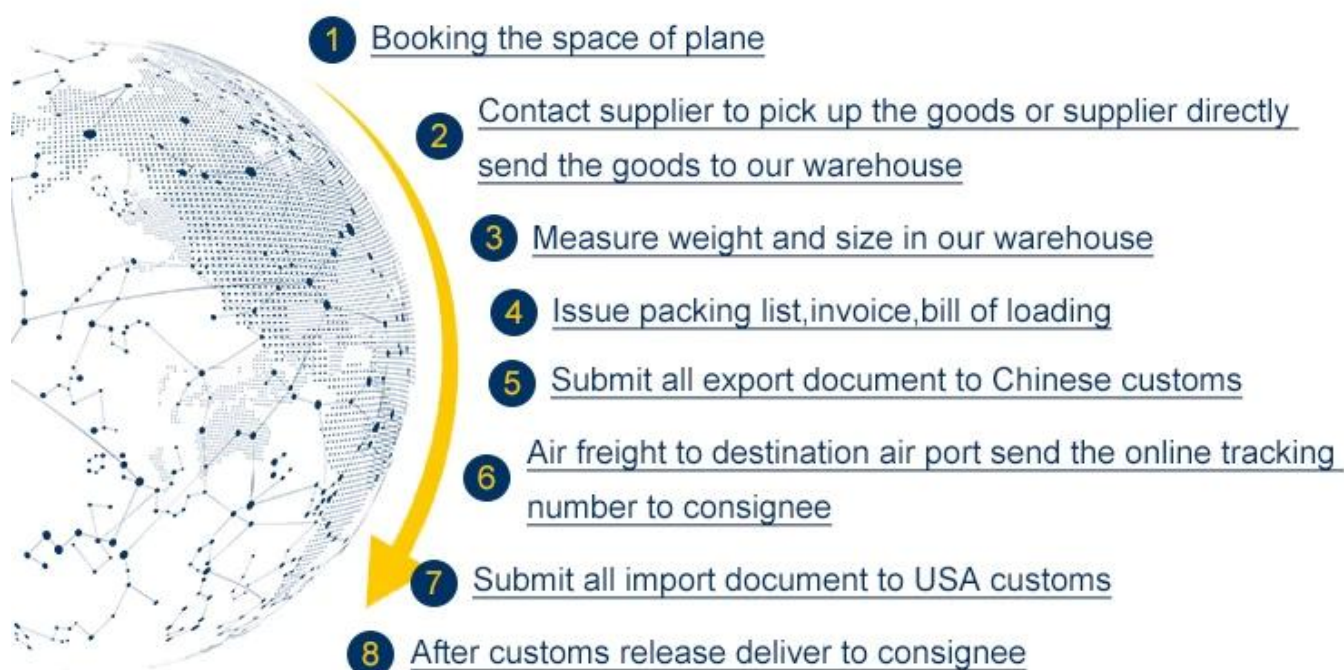 1 Booking the space of plane
2 Contact supplier to pick up the goods or supplier directly
send the goods to our warehouse
3 Measure weight and size in our warehouse
4 Issue packing list,invoice,bill of loading
5 Submit all export document to Chinese customs
6 Air freight to destination air port send the online tracking
number to consignee
7 Submit all import document to USA customs
8 After customs release deliver to consignee